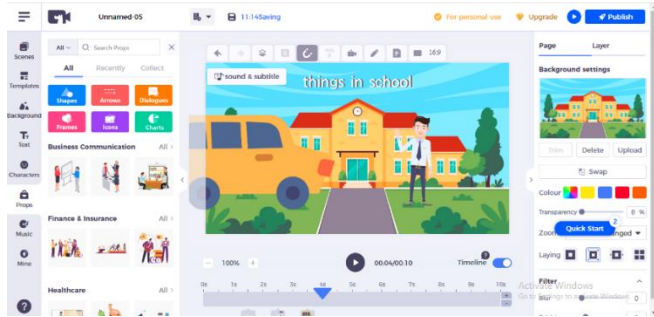 Unnamed-05
11:14Saving
For personal use
Upgrade
Publish
Scenes
Templates
Background
Text
Characters
Props
Music
Mine
All
Search Props
All
Recently
Collect
Shapes
Arrows
Dialogues
Frames
Icons
Charts
Business Communication
All
Finance & Insurance
All
Healthcare
All
16:9
sound & subtitle
things in school
100%
00:04/00:10
Timeline
0s 1s 2s 3s 4s 5s 6s 7s 8s 9s 10s
Page
Layer
Background settings
Trim
Delete
Upload
Swap
Colour
Transparency
0 %
Quick Start
2
Laying
Filter
Activate Windows
Blur
0